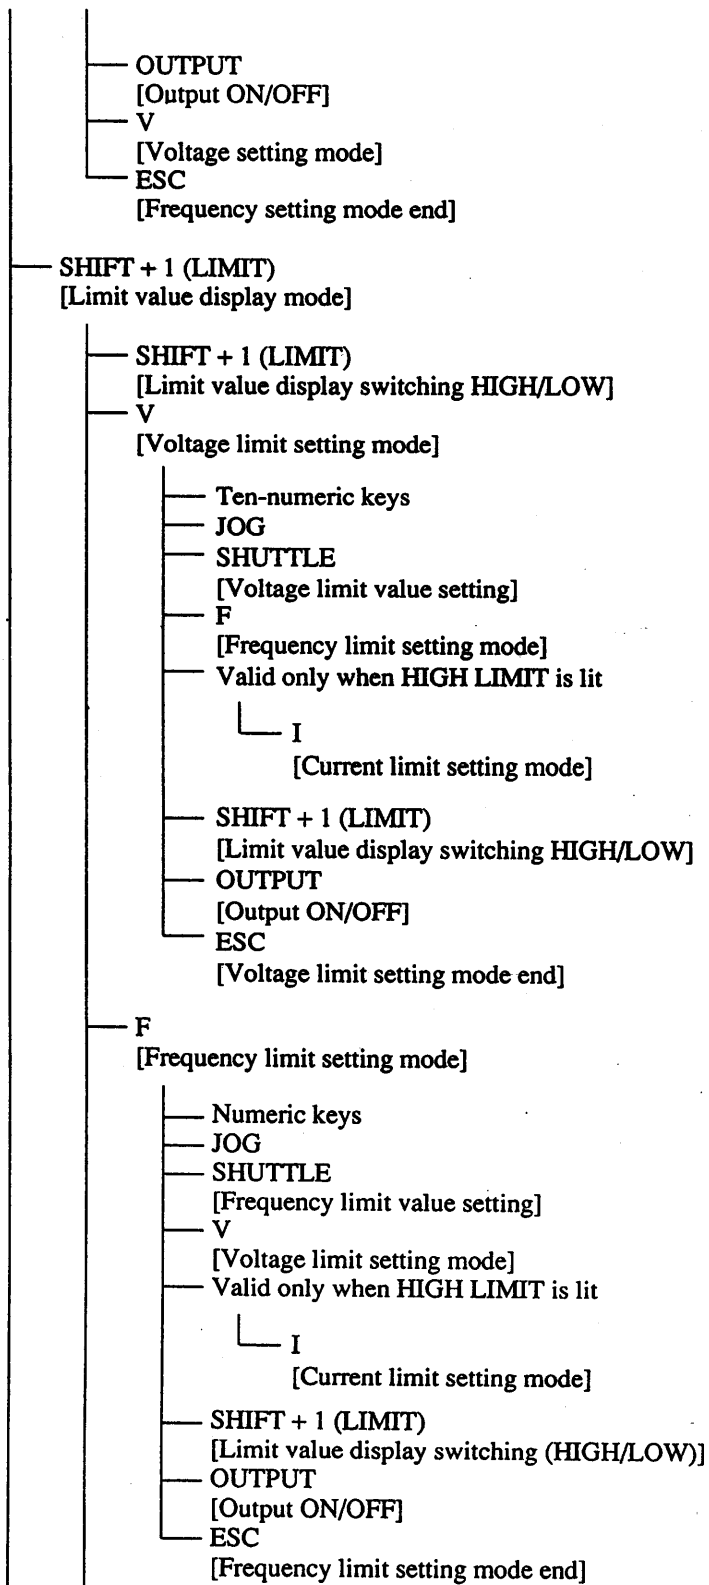 OUTPUT
[Output ON/OFF]
V
[Voltage setting mode]
ESC
[Frequency setting mode end]
SHIFT + 1 (LIMIT)
[Limit value display mode]
SHIFT + 1 (LIMIT)
[Limit value display switching HIGH/LOW]
V
[Voltage limit setting mode]
Ten-numeric keys
JOG
SHUTTLE
[Voltage limit value setting]
F
[Frequency limit setting mode]
Valid only when HIGH LIMIT is lit
I
[Current limit setting mode]
SHIFT + 1 (LIMIT)
[Limit value display switching HIGH/LOW]
OUTPUT
[Output ON/OFF]
ESC
[Voltage limit setting mode end]
F
[Frequency limit setting mode]
Numeric keys
JOG
SHUTTLE
[Frequency limit value setting]
V
[Voltage limit setting mode]
Valid only when HIGH LIMIT is lit
I
[Current limit setting mode]
SHIFT + 1 (LIMIT)
[Limit value display switching (HIGH/LOW)]
OUTPUT
[Output ON/OFF]
ESC
[Frequency limit setting mode end]